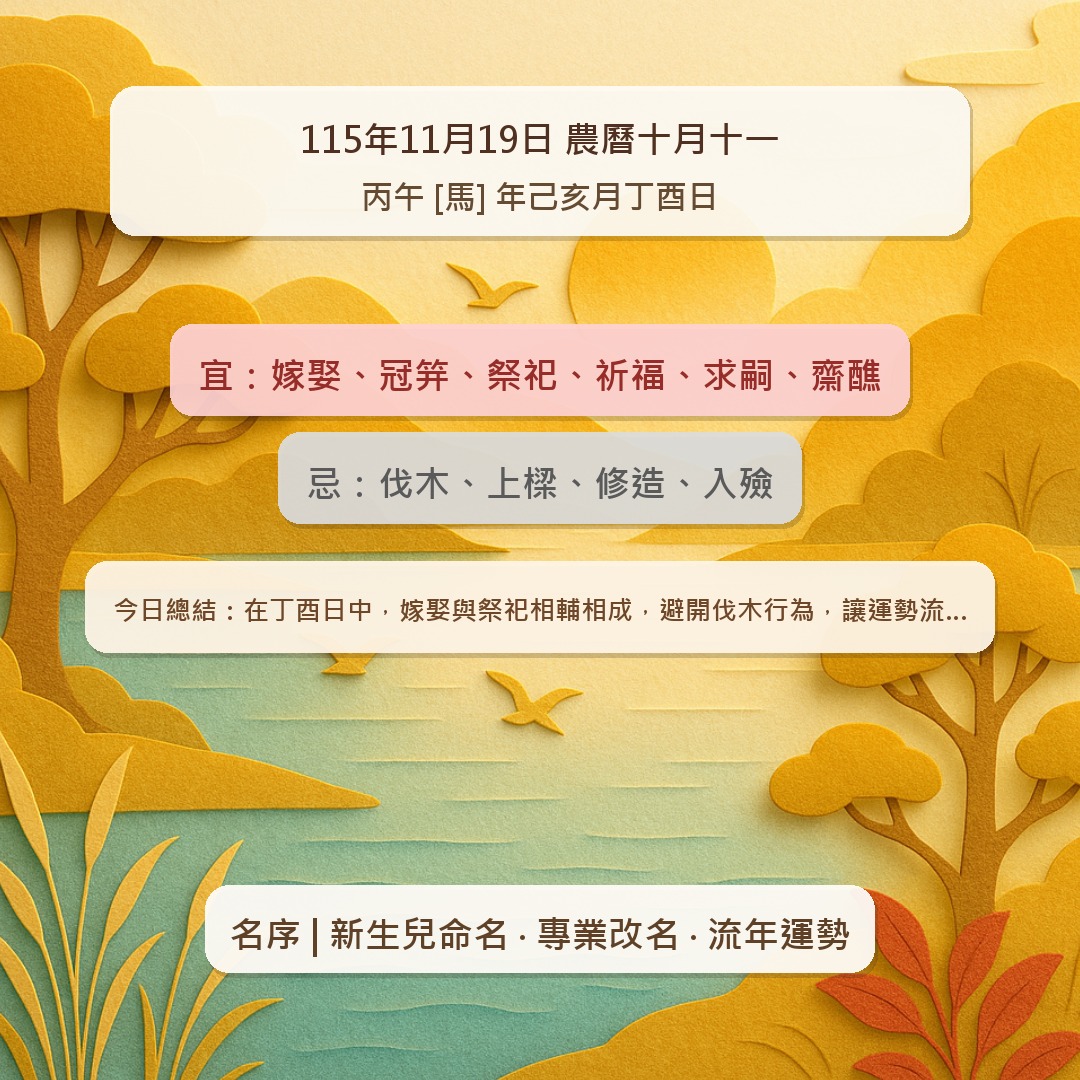 115年11月19日 農曆十月十一
丙午 [馬] 年己亥月丁酉日
宜：嫁娶、冠笄、祭祀、祈福、求嗣、齋醮
忌：伐木、上樑、修造、入殮
今日總結：在丁酉日中，嫁娶與祭祀相輔相成，避開伐木行為，讓運勢流...
名序 | 新生兒命名 · 專業改名 · 流年運勢